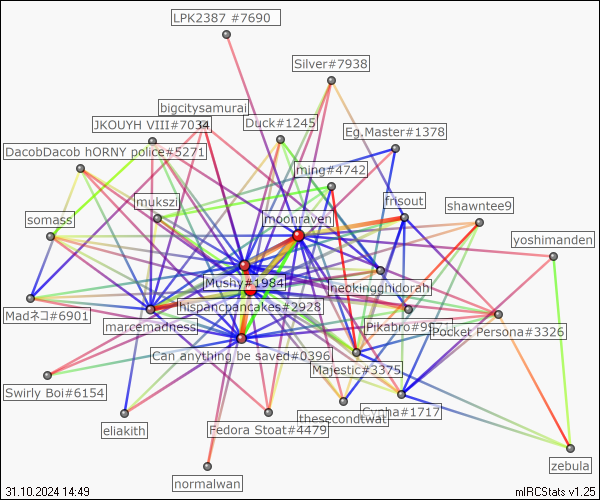 LPK2387 #7690
Silver#7938
bigcitysamurai
JKOUYH VIII#7034
Duck#1245
Eg.Master#1378
DacobDacob hORNY police#5271
ming#4742
mukszi
frisout
shawntee9
somass
moonraven
yoshimanden
Mushy#1984
neokingghidorah
hispancpancakes#2928
Madネコ#6901
marcemadness
Pikabro#9971
Pocket Persona#3326
Can anything be saved#0396
Majestic#3375
Swirly Boi#6154
Cypha#1717
thesecondtwat
eliakith
Fedora Stoat#4479
zebula
normalwan
31.10.2024 14:49
mIRCStats v1.25